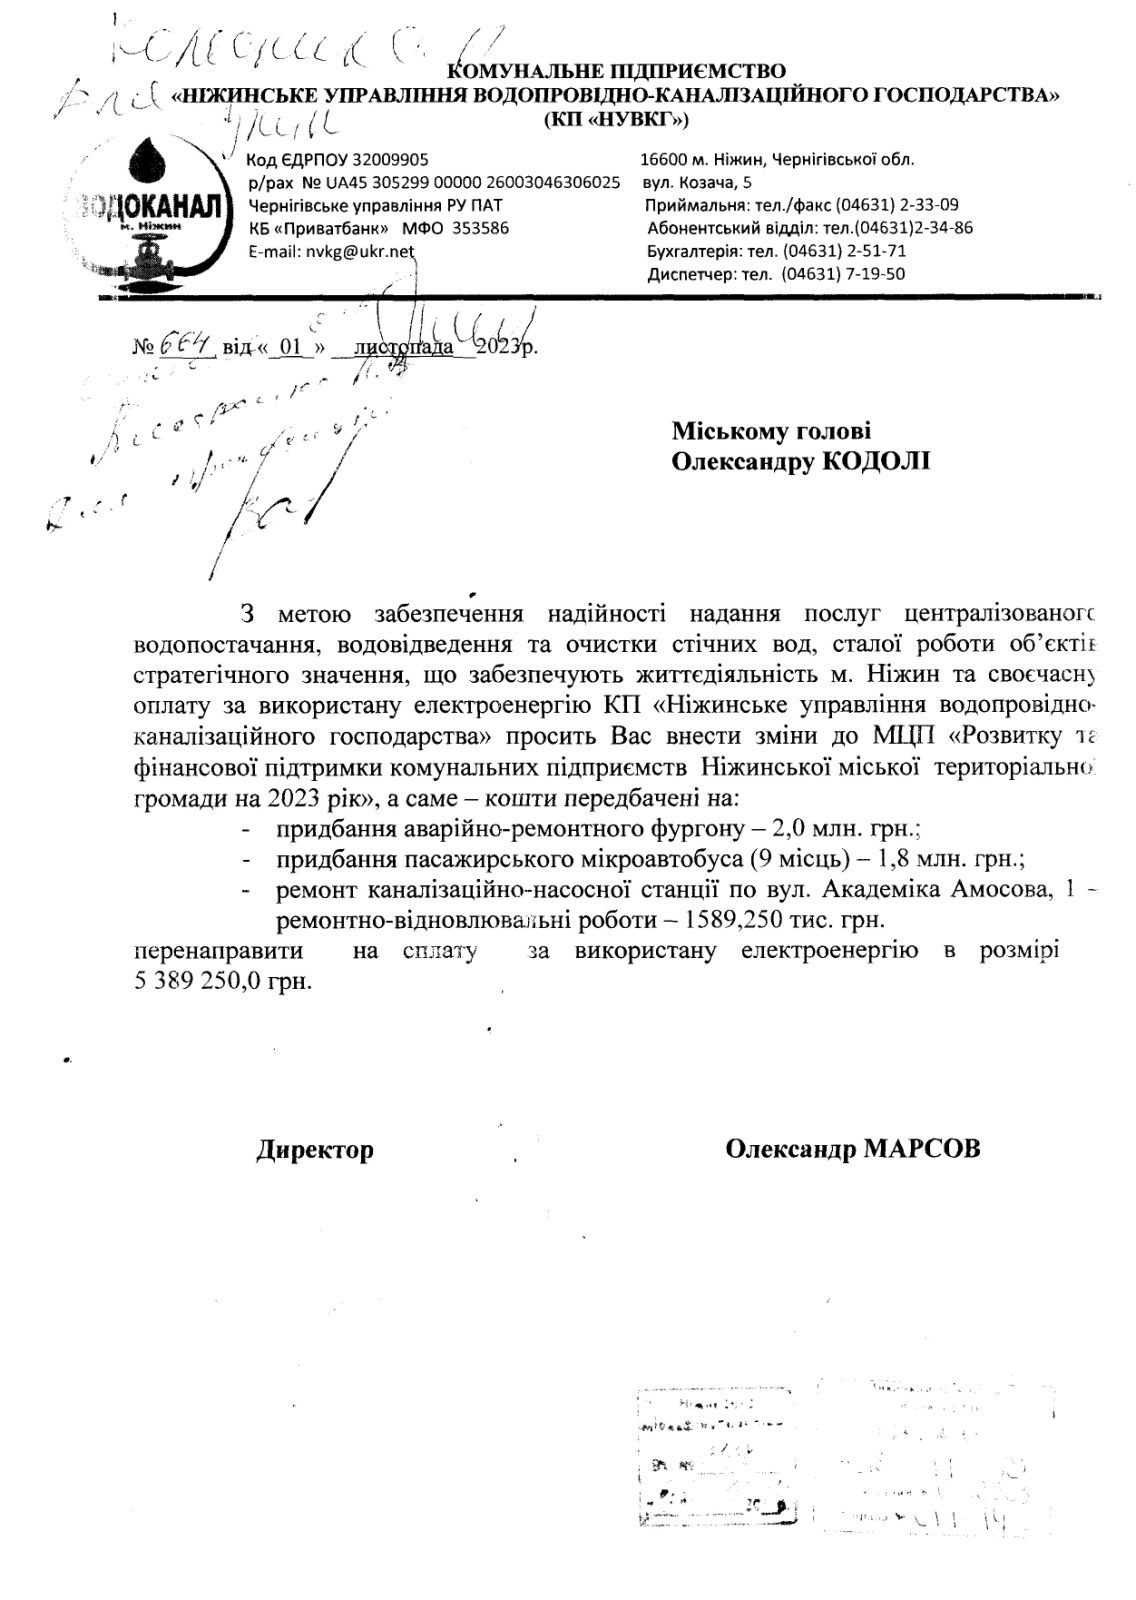 КОМУНАЛЬНЕ ПІДПРИЄМСТВО
«НІЖИНСЬКЕ УПРАВЛІННЯ ВОДОПРОВІДНО-КАНАЛІЗАЦІЙНОГО ГОСПОДАРСТВА»
(КП «НУВКГ»)
ВОДОКАНАЛ
м. Ніжин
Код ЄДРПОУ 32009905
р/рах № UA45 305299 00000 26003046306025
Чернігівське управління РУ ПАТ
КБ «Приватбанк» МФО 353586
E-mail: nvkg@ukr.net
16600 м. Ніжин, Чернігівської обл.
вул. Козача, 5
Приймальня: тел./факс (04631) 2-33-09
Абонентський відділ: тел.(04631)2-34-86
Бухгалтерія: тел. (04631) 2-51-71
Диспетчер: тел. (04631) 7-19-50
№ 664 від « 01 » листопада 2023р.
Міському голові
Олександру КОДОЛІ
З метою забезпечення надійності надання послуг централізованого
водопостачання, водовідведення та очистки стічних вод, сталої роботи об’єктів
стратегічного значення, що забезпечують життєдіяльність м. Ніжин та своєчасну
оплату за використану електроенергію КП «Ніжинське управління водопровідно-
каналізаційного господарства» просить Вас внести зміни до МЦП «Розвитку та
фінансової підтримки комунальних підприємств Ніжинської міської територіальної
громади на 2023 рік», а саме – кошти передбачені на:
- придбання аварійно-ремонтного фургону – 2,0 млн. грн.;
- придбання пасажирського мікроавтобуса (9 місць) – 1,8 млн. грн.;
- ремонт каналізаційно-насосної станції по вул. Академіка Амосова, 1 -
ремонтно-відновлювальні роботи – 1589,250 тис. грн.
перенаправити на сплату за використану електроенергію в розмірі
5 389 250,0 грн.
Директор Олександр МАРСОВ